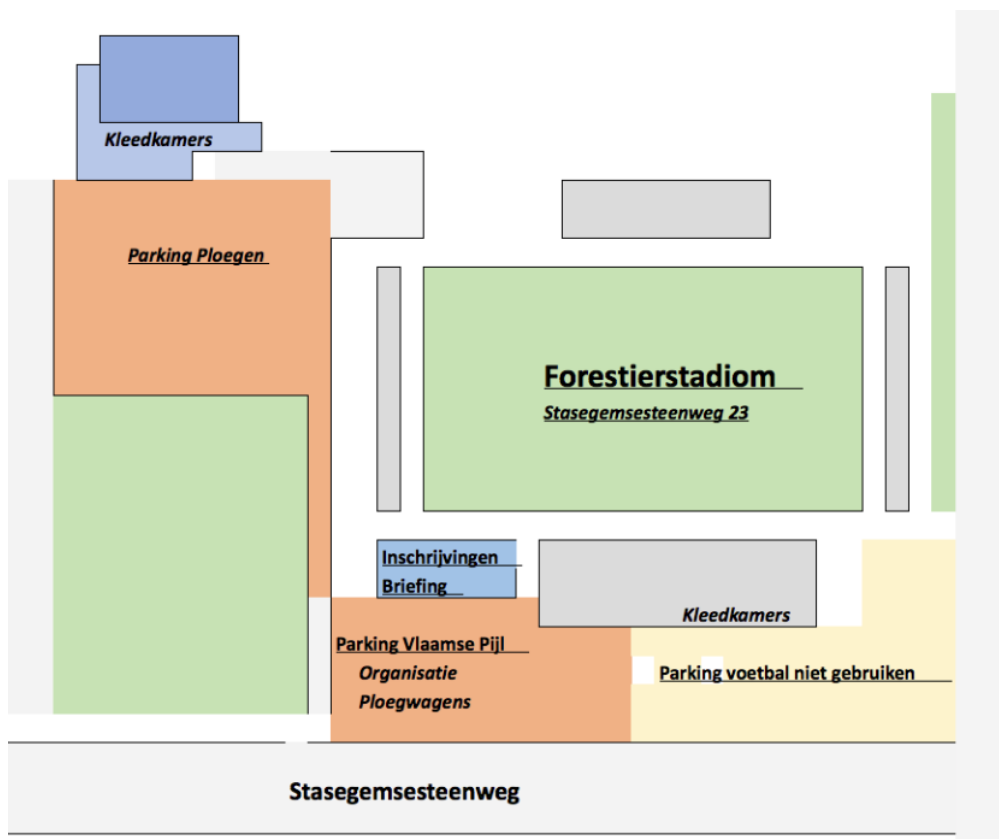 Kleedkamers
Parking Ploegen
Forestierstadiom
Stasegemsesteenweg 23
Inschrijvingen
Briefing
Kleedkamers
Parking Vlaamse Pijl
Organisatie
Ploegwagens
Parking voetbal niet gebruiken
Stasegemsesteenweg